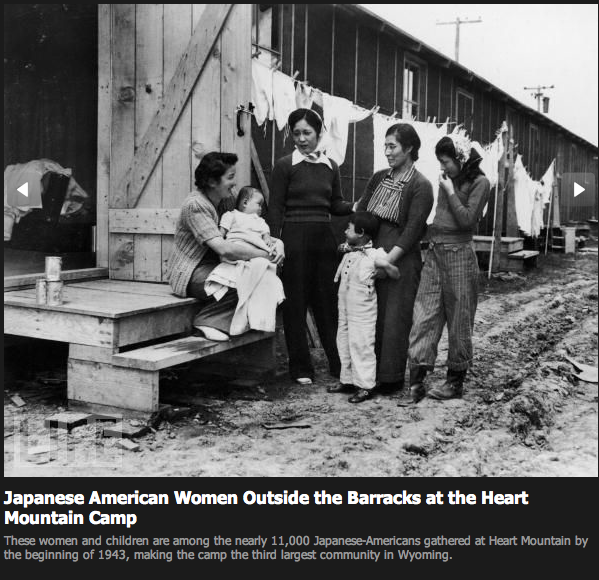 LIFE
Japanese American Women Outside the Barracks at the Heart
Mountain Camp
These women and children are among the nearly 11,000 Japanese-Americans gathered at Heart Mountain by
the beginning of 1943, making the camp the third largest community in Wyoming.